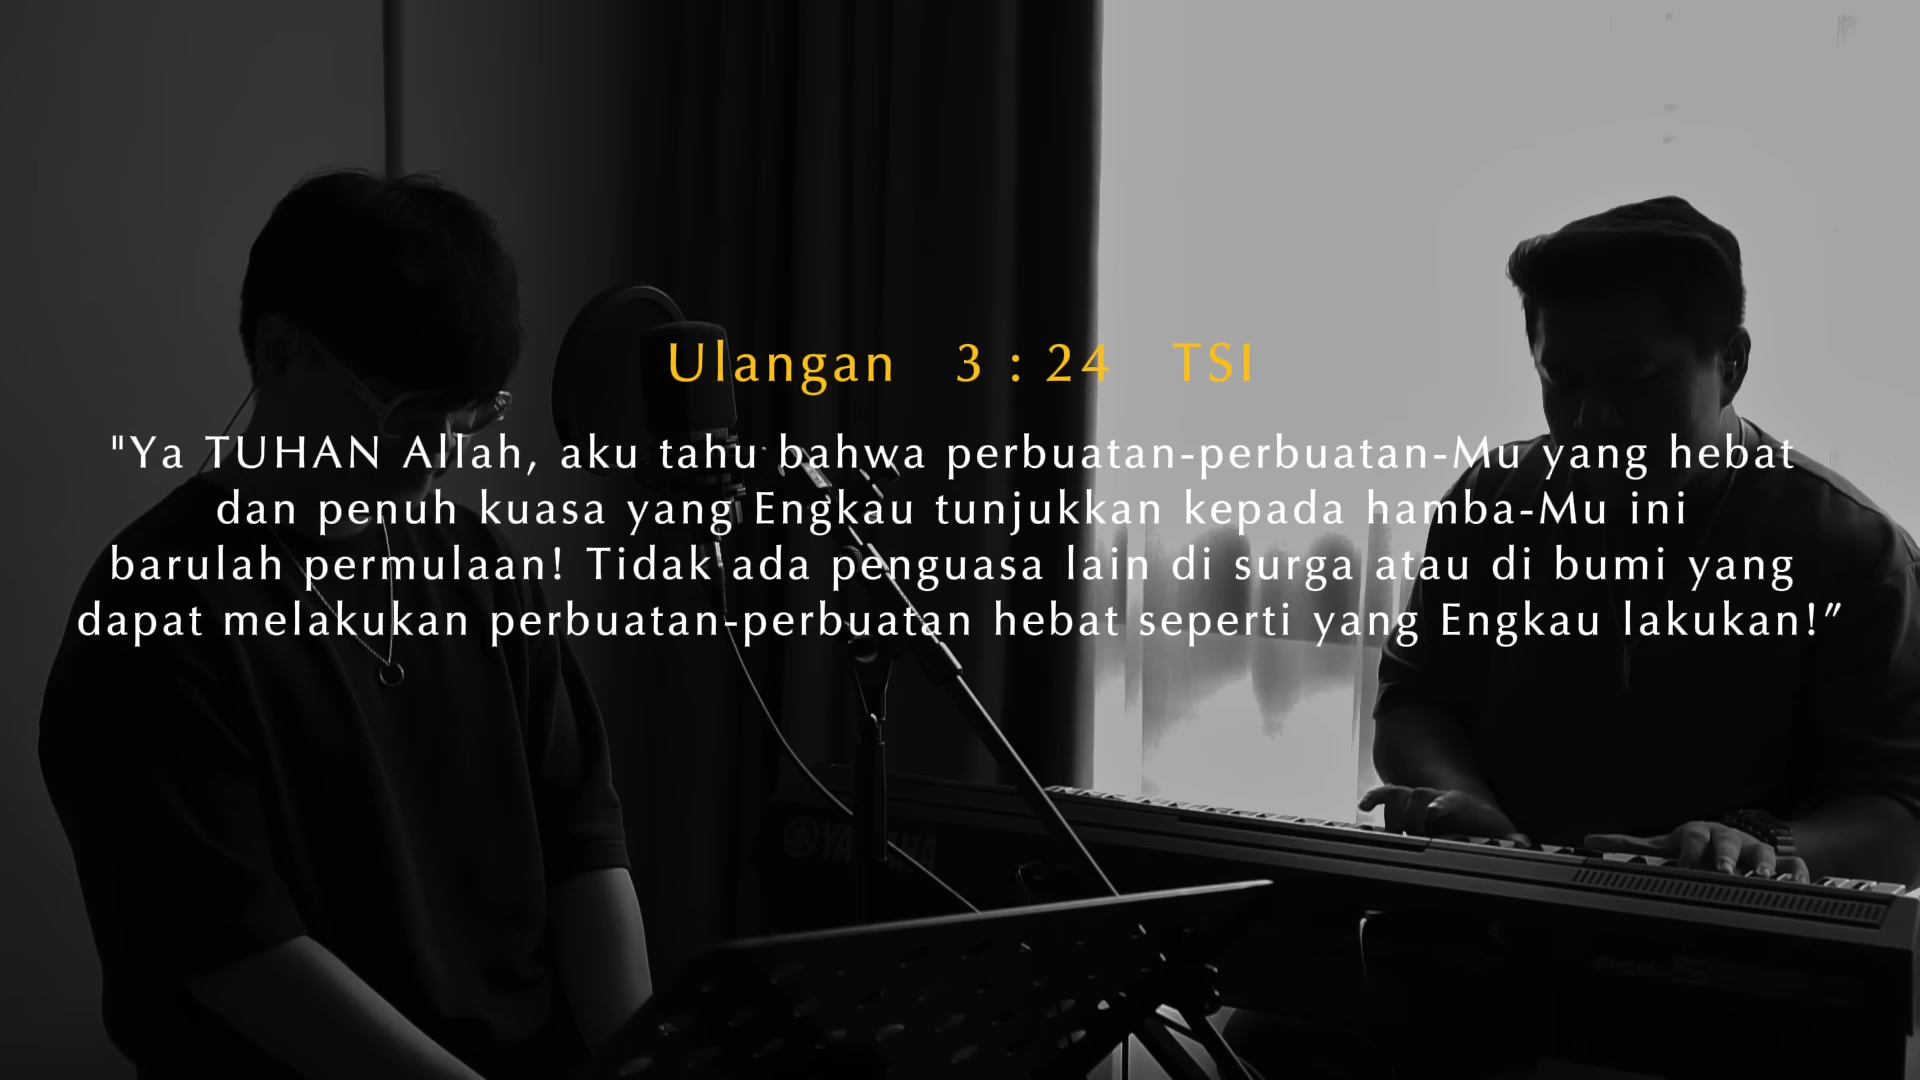 Ulangan 3 : 24 TSI
"Ya TUHAN Allah, aku tahu bahwa perbuatan-perbuatan-Mu yang hebat
dan penuh kuasa yang Engkau tunjukkan kepada hamba-Mu ini
barulah permulaan! Tidak ada penguasa lain di surga atau di bumi yang
dapat melakukan perbuatan-perbuatan hebat seperti yang Engkau lakukan!”
YAMAHA